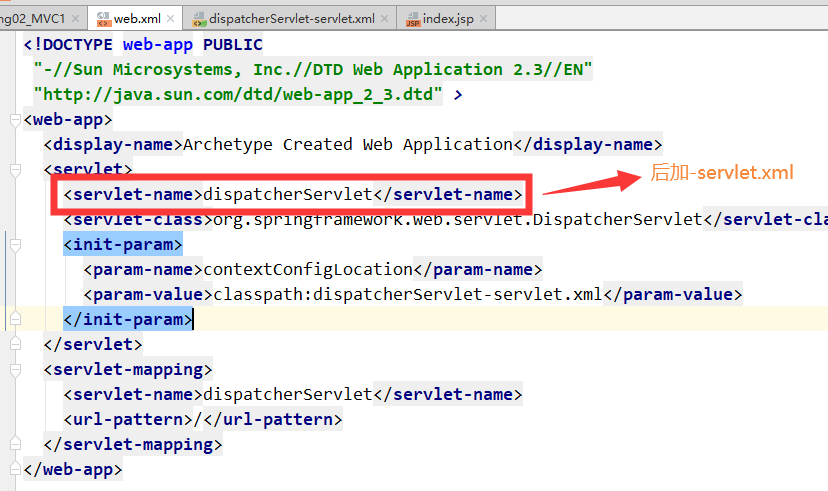 ng02_MVC1 web.xml dispatcherServlet-servlet.xml index.jsp
<!DOCTYPE web-app PUBLIC
"-//Sun Microsystems, Inc.//DTD Web Application 2.3//EN"
"http://java.sun.com/dtd/web-app_2_3.dtd" >
<web-app>
<display-name>Archetype Created Web Application</display-name>
<servlet>
<servlet-name>dispatcherServlet</servlet-name> 后加-servlet.xml
<servlet-class>org.springframework.web.servlet.DispatcherServlet</servlet-cla
<init-param>
<param-name>contextConfigLocation</param-name>
<param-value>classpath:dispatcherServlet-servlet.xml</param-value>
</init-param>
</servlet>
<servlet-mapping>
<servlet-name>dispatcherServlet</servlet-name>
<url-pattern>/</url-pattern>
</servlet-mapping>
</web-app>